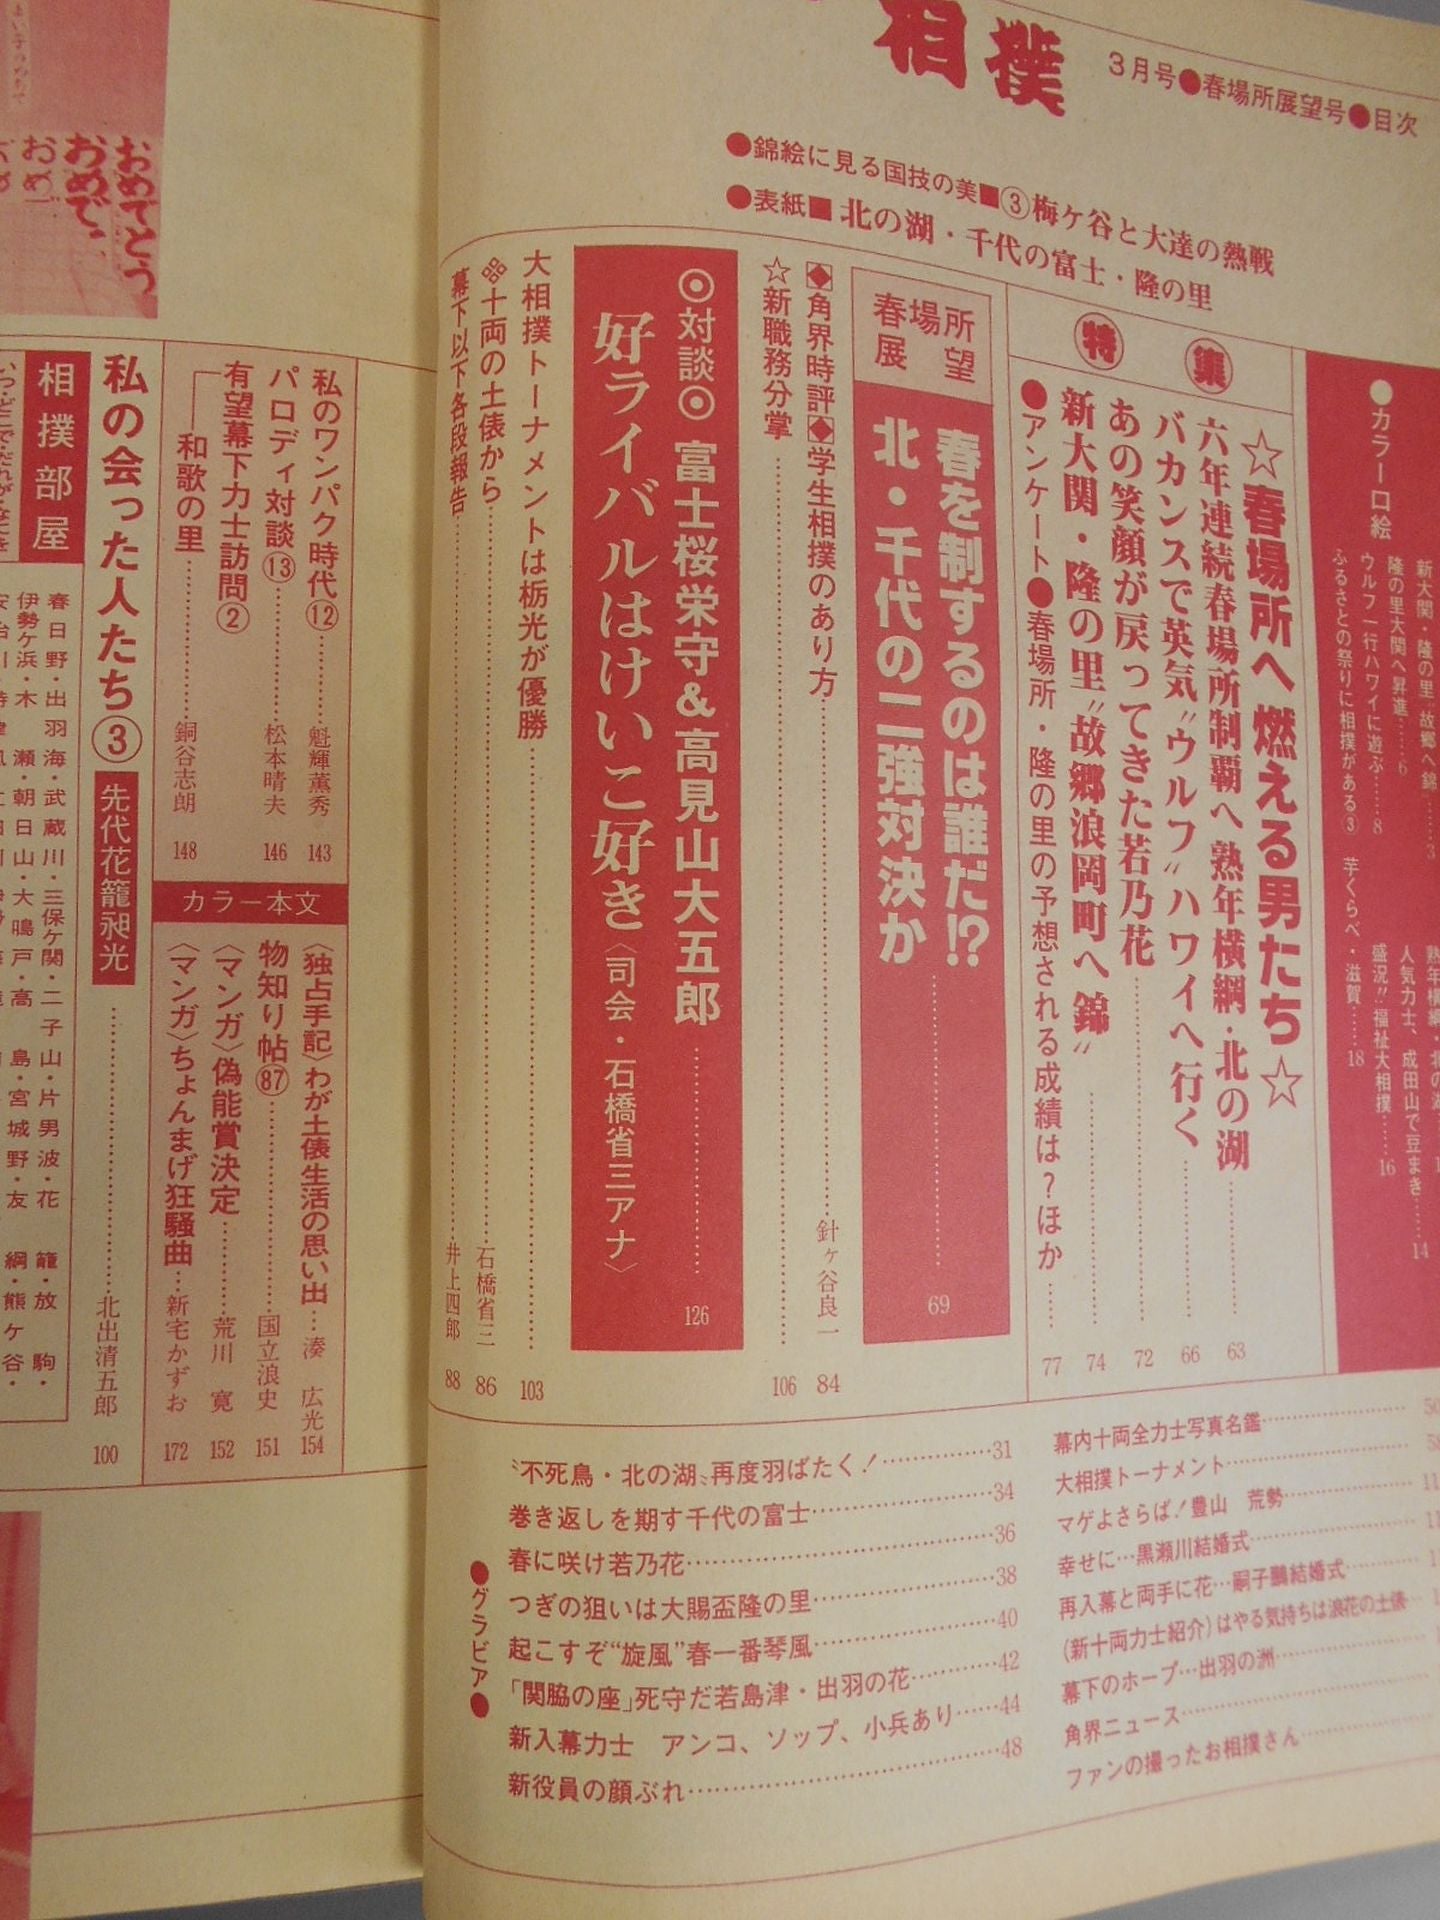 相撲
3月号●春場所展望号●目次
●錦絵に見る国技の美■③梅ケ谷と大達の熱戦
●表紙■北の湖・千代の富士・隆の里
●カラー口絵
新大関・隆の里 故郷へ錦……3
隆の里大関へ昇進……6
ウルフ一行ハワイに遊ぶ……8
ふるさとの祭りに相撲がある③ 芋くらべ・滋賀……18
人気力士、成田山で豆まき……14
盛況!!福祉大相撲……16
特集
☆春場所へ燃える男たち☆
六年連続春場所制覇へ熟年横綱・北の湖……63
バカンスで英気〝ウルフ〟ハワイへ行く……66
あの笑顔が戻ってきた若乃花……72
新大関・隆の里〝故郷浪岡町へ錦〟……74
●アンケート●春場所・隆の里の予想される成績は?ほか……77
春場所展望
春を制するのは誰だ!?
北・千代の二強対決か……69
◆角界時評◆学生相撲のあり方……針ヶ谷良一 84
☆新職務分掌……106
◎対談◎ 富士桜栄守&高見山大五郎……126
好ライバルはけいこ好き〈司会・石橋省三アナ〉
大相撲トーナメントは栃光が優勝……103
十両の土俵から……石橋省三 86
幕下以下各段報告……井上四郎 88
幕内十両全力士写真名鑑
大相撲トーナメント
マゲよさらば!豊山 荒勢
幸せに…黒瀬川結婚式
再入幕と両手に花…嗣子鵬結婚式
(新十両力士紹介)はやる気持ちは浪花の土俵
幕下のホープ…出羽の洲
角界ニュース
ファンの撮ったお相撲さん
●グラビア●
〝不死鳥・北の湖〟再度羽ばたく!……31
巻き返しを期す千代の富士……34
春に咲け若乃花……36
つぎの狙いは大賜盃隆の里……38
起こすぞ“旋風”春一番琴風……40
「関脇の座」死守だ若島津・出羽の花……42
新入幕力士 アンコ、ソップ、小兵あり……44
新役員の顔ぶれ……48
私のワンパク時代⑫……魁輝薫秀 143
パロディ対談⑬……松本晴夫 146
有望幕下力士訪問②
──和歌の里……銅谷志朗 148
カラー本文
〈独占手記〉わが土俵生活の思い出…湊 広光 154
物知り帖87……国立浪史 151
〈マンガ〉偽能賞決定……荒川 寛 152
〈マンガ〉ちょんまげ狂騒曲…新宅かずお 172
私の会った人たち③ 先代花籠昶光……北出清五郎 100
相撲部屋
春日野・出羽海・武蔵川・三保ケ関・二子山・片男波・花籠・放駒・
伊勢ケ浜・木瀬・朝日山・大鳴戸・高島・宮城野・友綱・熊ケ谷・
おめでとう